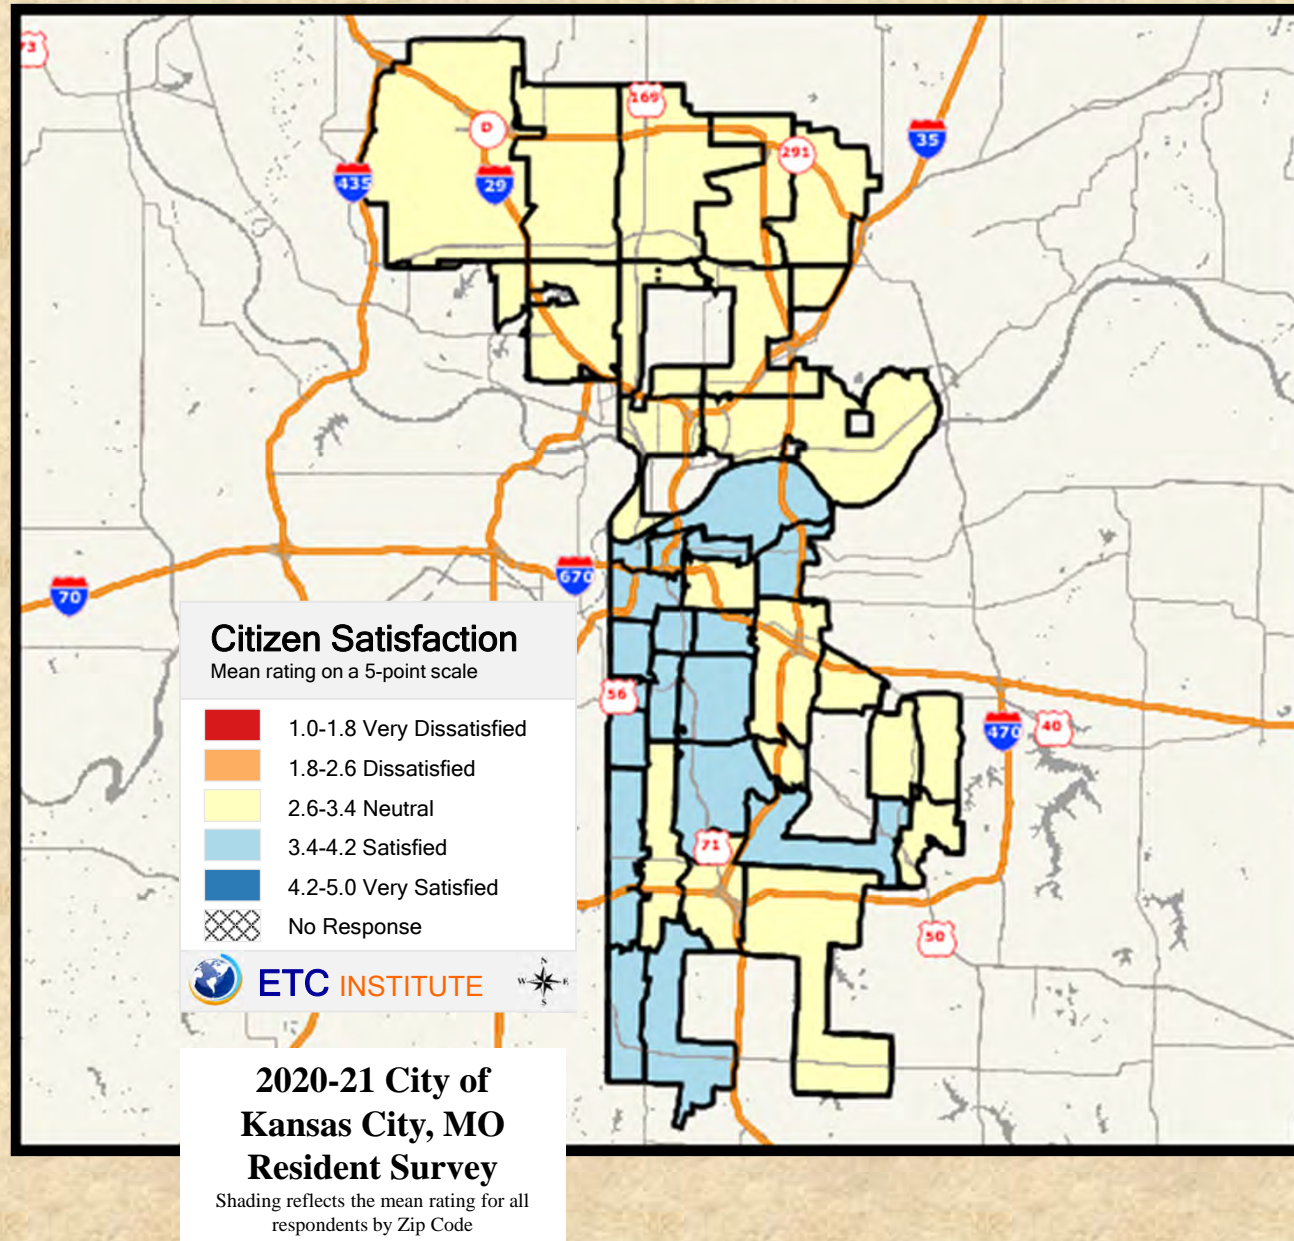 73
169
D
291
35
435
29
70
670
56
40
470
71
50
Citizen Satisfaction
Mean rating on a 5-point scale
1.0-1.8 Very Dissatisfied
1.8-2.6 Dissatisfied
2.6-3.4 Neutral
3.4-4.2 Satisfied
4.2-5.0 Very Satisfied
No Response
ETC INSTITUTE
N
W E
S
2020-21 City of
Kansas City, MO
Resident Survey
Shading reflects the mean rating for all
respondents by Zip Code